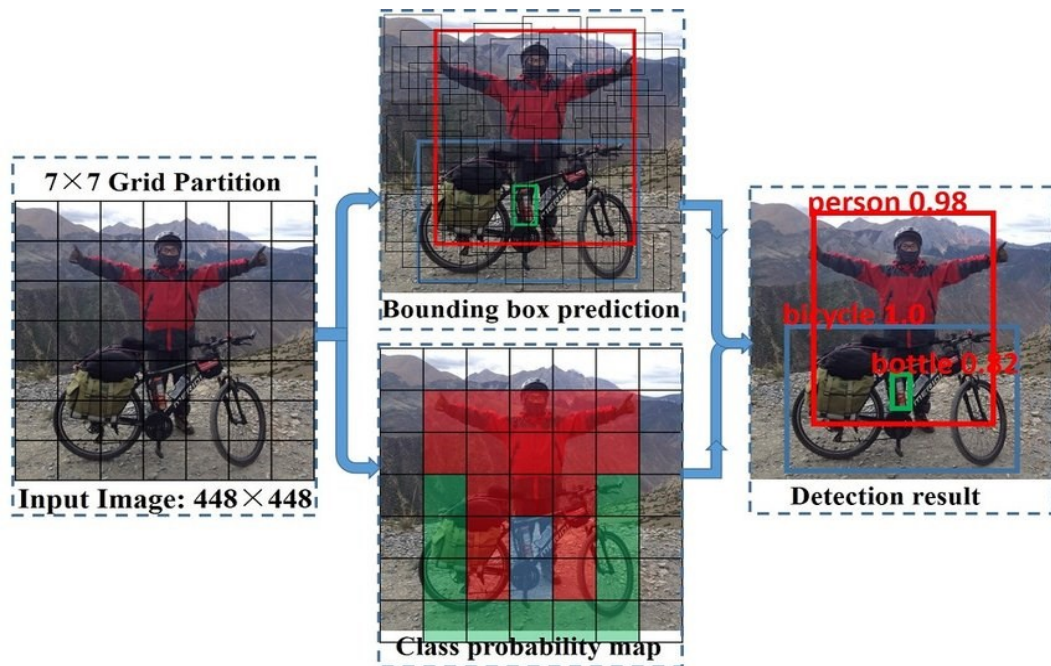 7×7 Grid Partition
Input Image: 448×448
Bounding box prediction
Class probability map
person 0.98
bicycle 1.0
bottle 0.82
Detection result